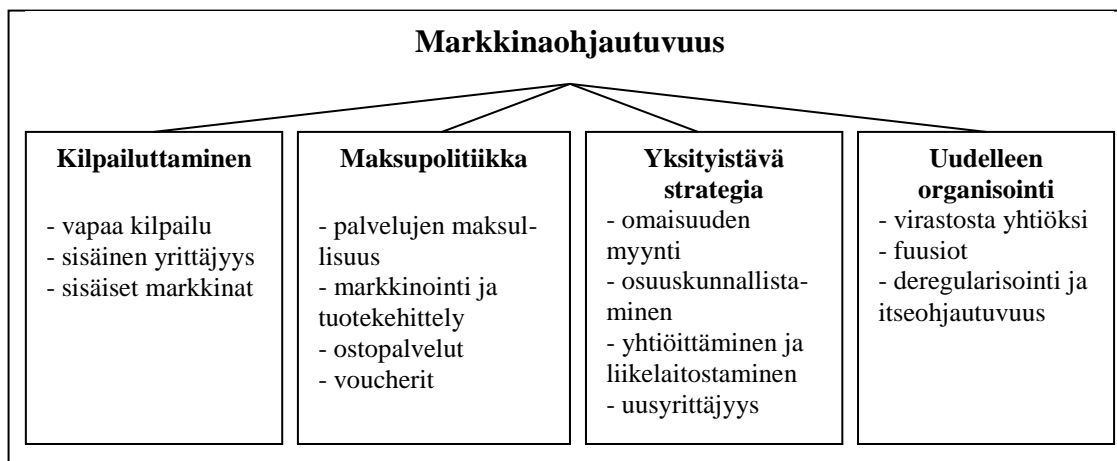 Markkinaohjautuvuus
Kilpailuttaminen
- vapaa kilpailu
- sisäinen yrittäjyys
- sisäiset markkinat
Maksupolitiikka
- palvelujen maksul-
lisuus
- markkinointi ja
tuotekehittely
- ostopalvelut
- voucherit
Yksityistävä
strategia
- omaisuuden
myynti
- osuuskunnallista-
minen
- yhtiöittäminen ja
liikelaitostaminen
- uusyrittäjyys
Uudelleen
organisointi
- virastosta yhtiöksi
- fuusiot
- deregularisointi ja
itseohjautuvuus